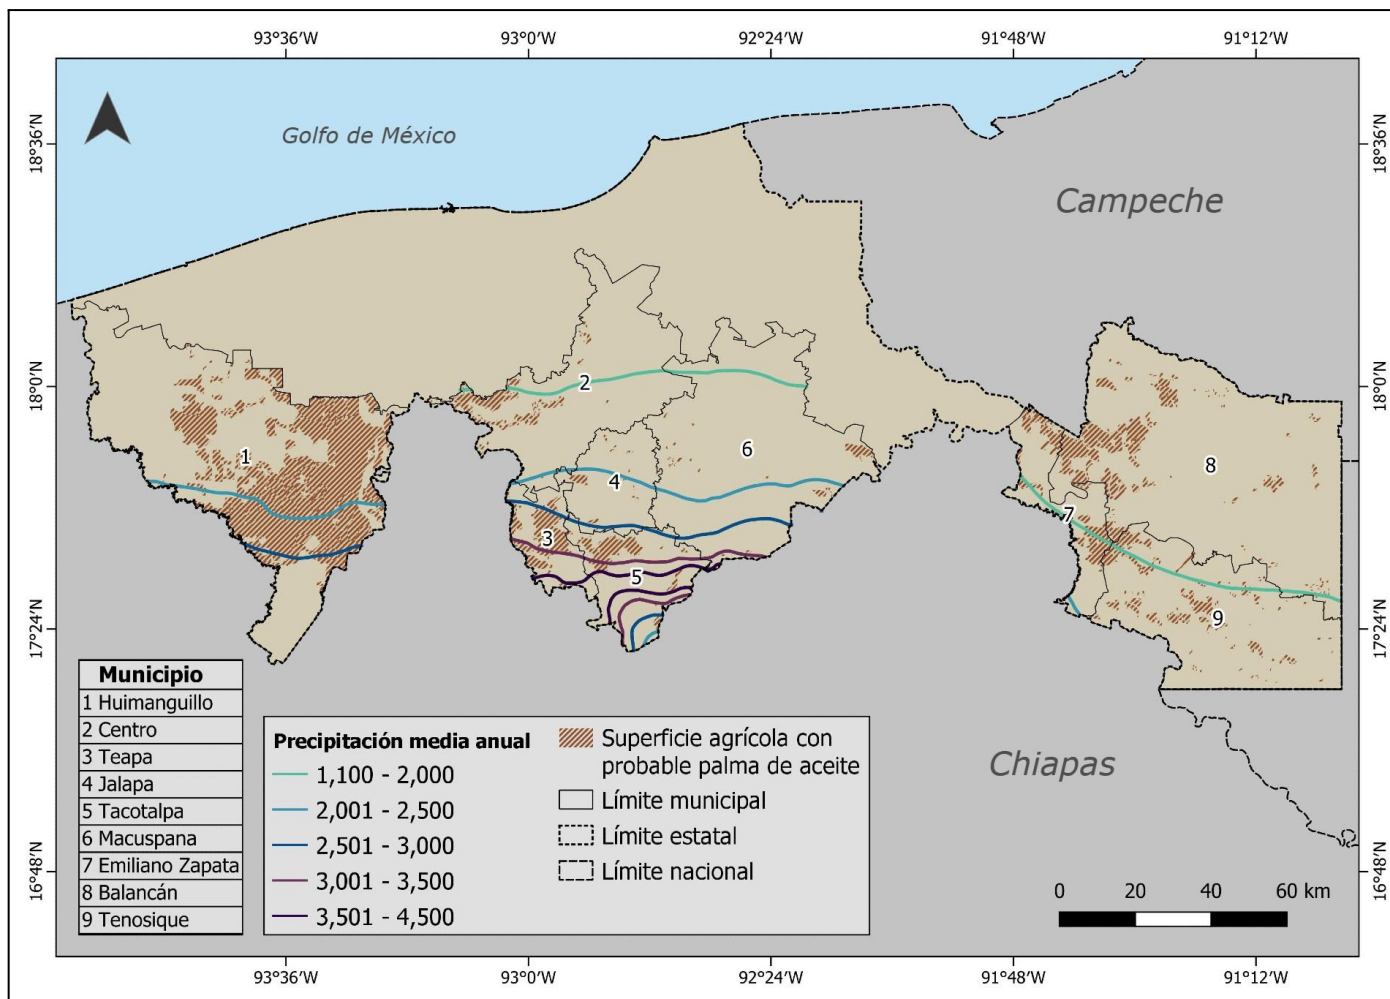 93°36′W 93°0′W 92°24′W 91°48′W 91°12′W
18°36′N 18°36′N
Golfo de México
Campeche
18°0′N 18°0′N
2
1
6
4
8
7
3
5
9
17°24′N 17°24′N
Municipio
1 Huimanguillo
2 Centro
3 Teapa
4 Jalapa
5 Tacotalpa
6 Macuspana
7 Emiliano Zapata
8 Balancán
9 Tenosique
Precipitación media anual
1,100 - 2,000
2,001 - 2,500
2,501 - 3,000
3,001 - 3,500
3,501 - 4,500
Superficie agrícola con
probable palma de aceite
Límite municipal
Límite estatal
Límite nacional
Chiapas
16°48′N 16°48′N
0 20 40 60 km
93°36′W 93°0′W 92°24′W 91°48′W 91°12′W